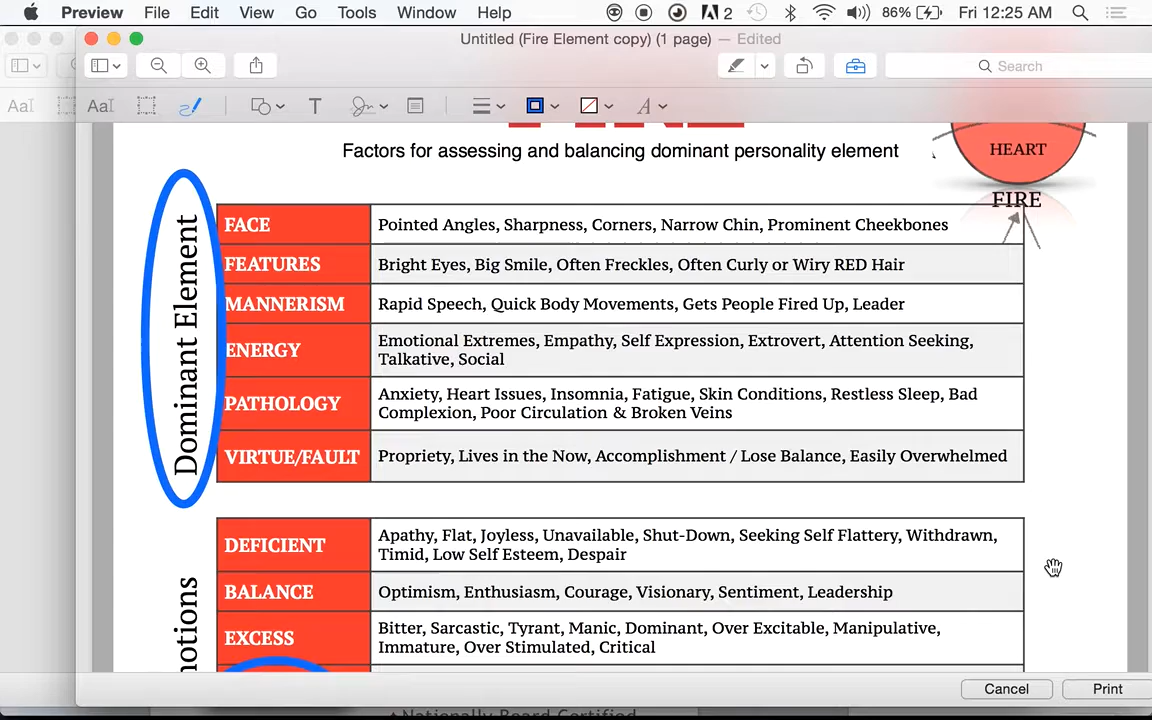 Preview File Edit View Go Tools Window Help 2 86% Fri 12:25 AM
Untitled (Fire Element copy) (1 page) — Edited
Search
AaI AaI T A
Factors for assessing and balancing dominant personality element
HEART
FIRE
Dominant Element
FACE Pointed Angles, Sharpness, Corners, Narrow Chin, Prominent Cheekbones
FEATURES Bright Eyes, Big Smile, Often Freckles, Often Curly or Wiry RED Hair
MANNERISM Rapid Speech, Quick Body Movements, Gets People Fired Up, Leader
ENERGY Emotional Extremes, Empathy, Self Expression, Extrovert, Attention Seeking,
Talkative, Social
PATHOLOGY Anxiety, Heart Issues, Insomnia, Fatigue, Skin Conditions, Restless Sleep, Bad
Complexion, Poor Circulation & Broken Veins
VIRTUE/FAULT Propriety, Lives in the Now, Accomplishment / Lose Balance, Easily Overwhelmed
DEFICIENT Apathy, Flat, Joyless, Unavailable, Shut-Down, Seeking Self Flattery, Withdrawn,
Timid, Low Self Esteem, Despair
BALANCE Optimism, Enthusiasm, Courage, Visionary, Sentiment, Leadership
EXCESS Bitter, Sarcastic, Tyrant, Manic, Dominant, Over Excitable, Manipulative,
Immature, Over Stimulated, Critical
Cancel Print
Nationally Board Certified